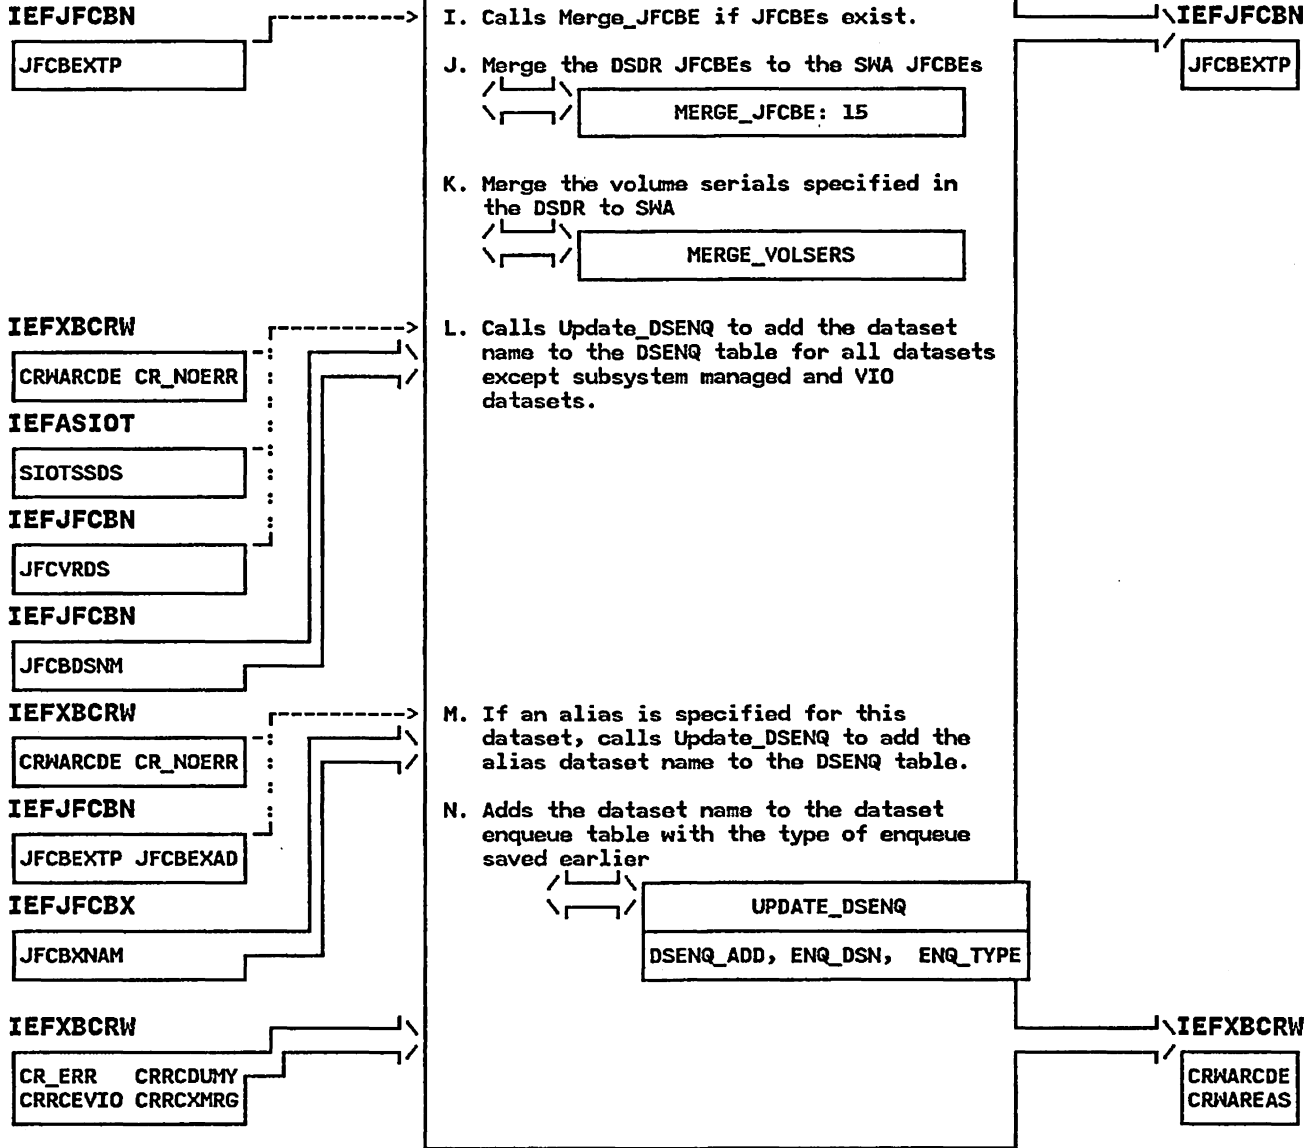 IEFJFCBN
JFCBEXTP
I. Calls Merge_JFCBE if JFCBEs exist.
IEFJFCBN
JFCBEXTP
J. Merge the DSDR JFCBEs to the SWA JFCBEs
MERGE_JFCBE: 15
K. Merge the volume serials specified in
the DSDR to SWA
MERGE_VOLSERS
IEFXBCRW
CRWARCDE CR_NOERR
IEFASIOT
SIOTSSDS
IEFJFCBN
JFCVRDS
IEFJFCBN
JFCBDSNM
L. Calls Update_DSENQ to add the dataset
name to the DSENQ table for all datasets
except subsystem managed and VIO
datasets.
IEFXBCRW
CRWARCDE CR_NOERR
IEFJFCBN
JFCBEXTP JFCBEXAD
IEFJFCBX
JFCBXNAM
M. If an alias is specified for this
dataset, calls Update_DSENQ to add the
alias dataset name to the DSENQ table.
N. Adds the dataset name to the dataset
enqueue table with the type of enqueue
saved earlier
UPDATE_DSENQ
DSENQ_ADD, ENQ_DSN, ENQ_TYPE
IEFXBCRW
CR_ERR CRRCDUMY
CRRCEVIO CRRCXMRG
IEFXBCRW
CRWARCDE
CRWAREAS